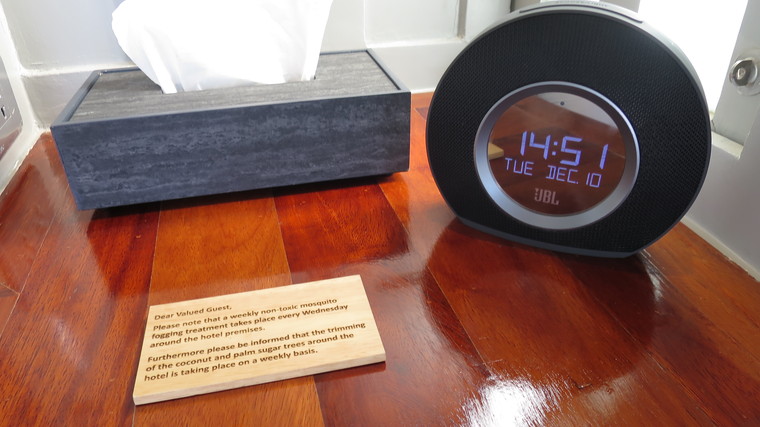 14:51
TUE DEC. 10
JBL
Dear Valued Guest,
Please note that a weekly non-toxic mosquito
fogging treatment takes place every Wednesday
around the hotel premises.
Furthermore please be informed that the trimming
of the coconut and palm sugar trees around the
hotel is taking place on a weekly basis.